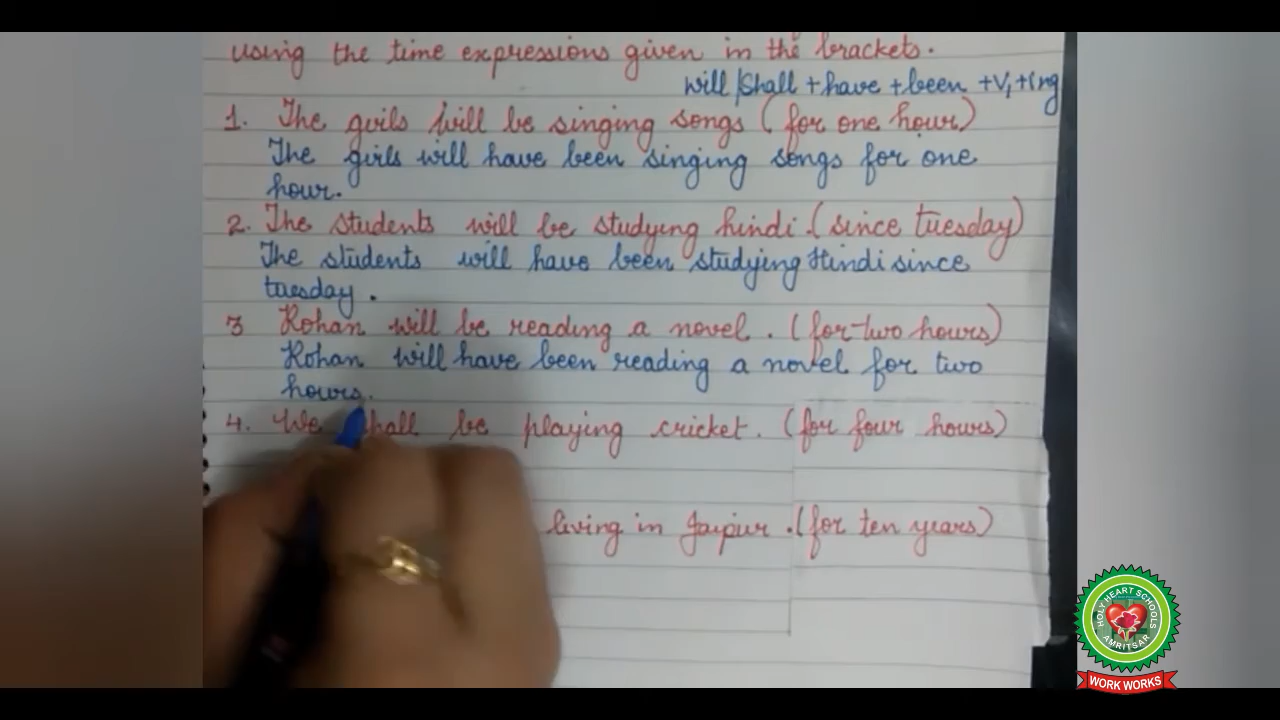 using the time expressions given in the brackets.
will/Shall + have + been + V1 + ing
1. The girls will be singing songs (for one hour)
The girls will have been singing songs for one
hour.
2. The students will be studying hindi. (since tuesday)
The students will have been studying Hindi since
tuesday.
3 Rohan will be reading a novel. (for two hours)
Rohan will have been reading a novel for two
hours.
4. We shall be playing cricket. (for four hours)
living in Jaipur. (for ten years)
HOLY HEART SCHOOLS
AMRITSAR
WORK WORKS